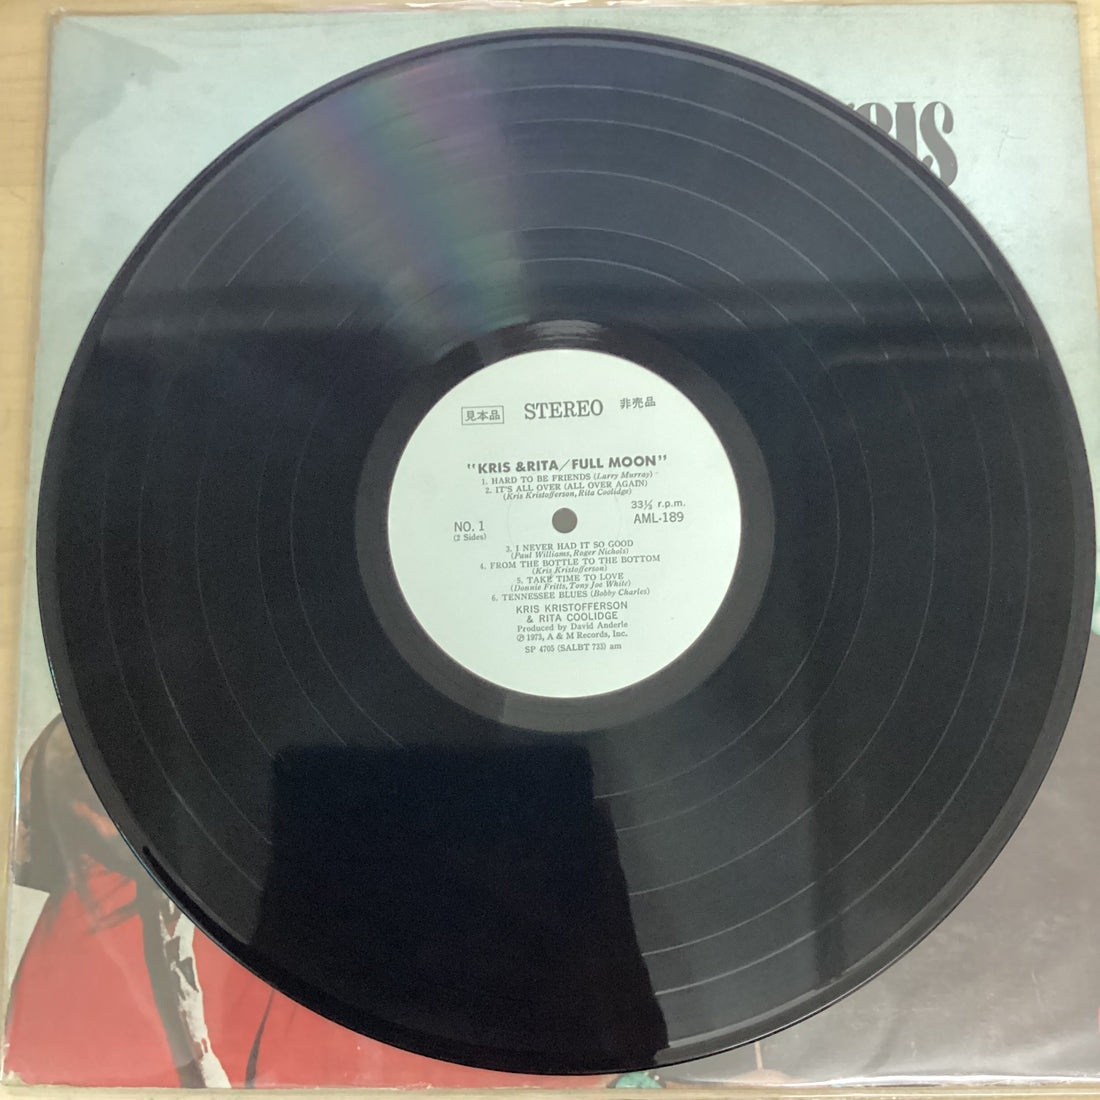 KRIS
見本品 STEREO 非売品
"KRIS &RITA/FULL MOON"
1. HARD TO BE FRIENDS (Larry Murray)
2. IT'S ALL OVER (ALL OVER AGAIN)
(Kris Kristofferson, Rita Coolidge)
NO. 1
(2 Sides)
33⅓ r.p.m.
AML-189
3. I NEVER HAD IT SO GOOD
(Paul Williams, Roger Nichols)
4. FROM THE BOTTLE TO THE BOTTOM
(Kris Kristofferson)
5. TAKE TIME TO LOVE
(Donnie Fritts, Tony Joe White)
6. TENNESSEE BLUES (Bobby Charles)
KRIS KRISTOFFERSON
& RITA COOLIDGE
Produced by David Anderle
℗ 1973, A & M Records, Inc.
SP 4705 (SALBT 733) am